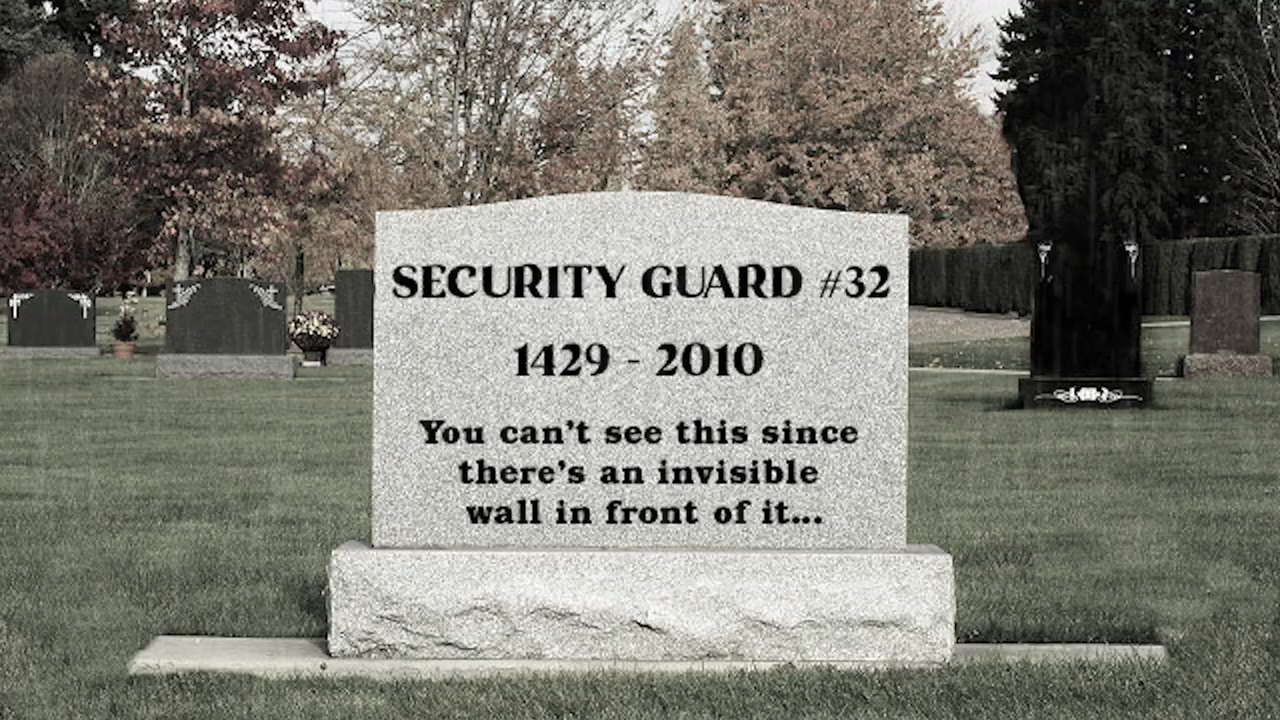 SECURITY GUARD #32
1429 - 2010
You can't see this since
there's an invisible
wall in front of it...